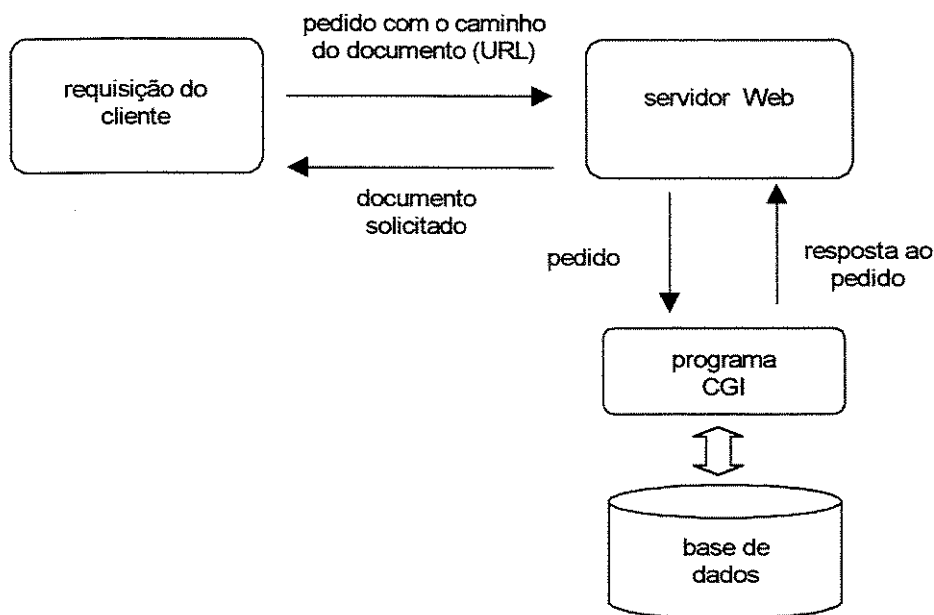 pedido com o caminho
do documento (URL)
requisição do
cliente
servidor Web
documento
solicitado
pedido
resposta ao
pedido
programa
CGI
base de
dados